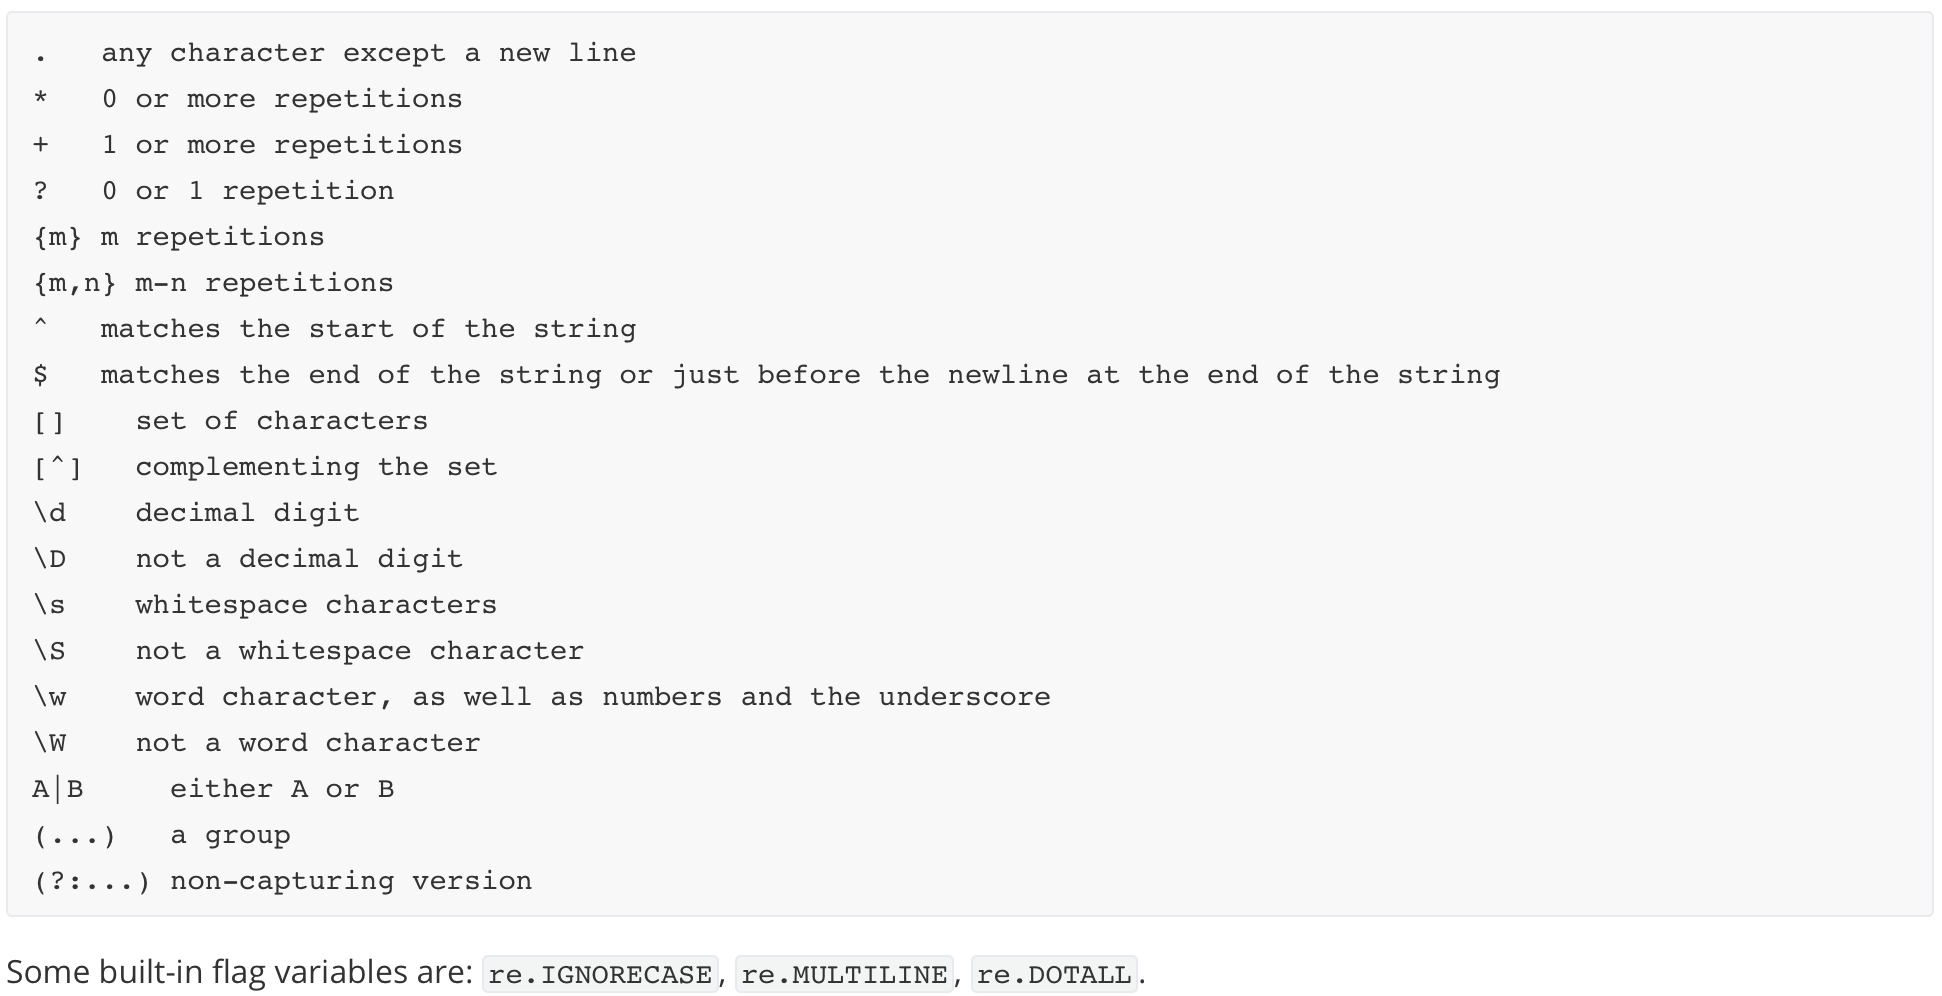 .   any character except a new line
*   0 or more repetitions
+   1 or more repetitions
?   0 or 1 repetition
{m} m repetitions
{m,n} m-n repetitions
^   matches the start of the string
$   matches the end of the string or just before the newline at the end of the string
[]    set of characters
[^]   complementing the set
\d    decimal digit
\D    not a decimal digit
\s    whitespace characters
\S    not a whitespace character
\w    word character, as well as numbers and the underscore
\W    not a word character
A|B     either A or B
(...)   a group
(?:...) non-capturing version
Some built-in flag variables are: re.IGNORECASE, re.MULTILINE, re.DOTALL.